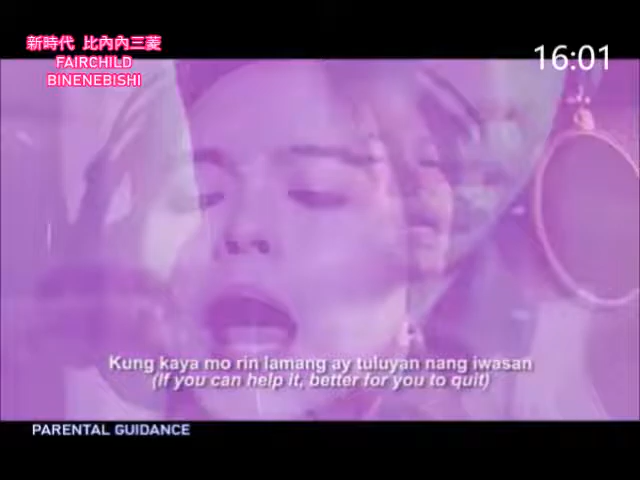 新時代 比內內三菱
FAIRCHILD
BINENEBISHI
16:01
Kung kaya mo rin lamang ay tuluyan nang iwasan
(If you can help it, better for you to quit)
PARENTAL GUIDANCE